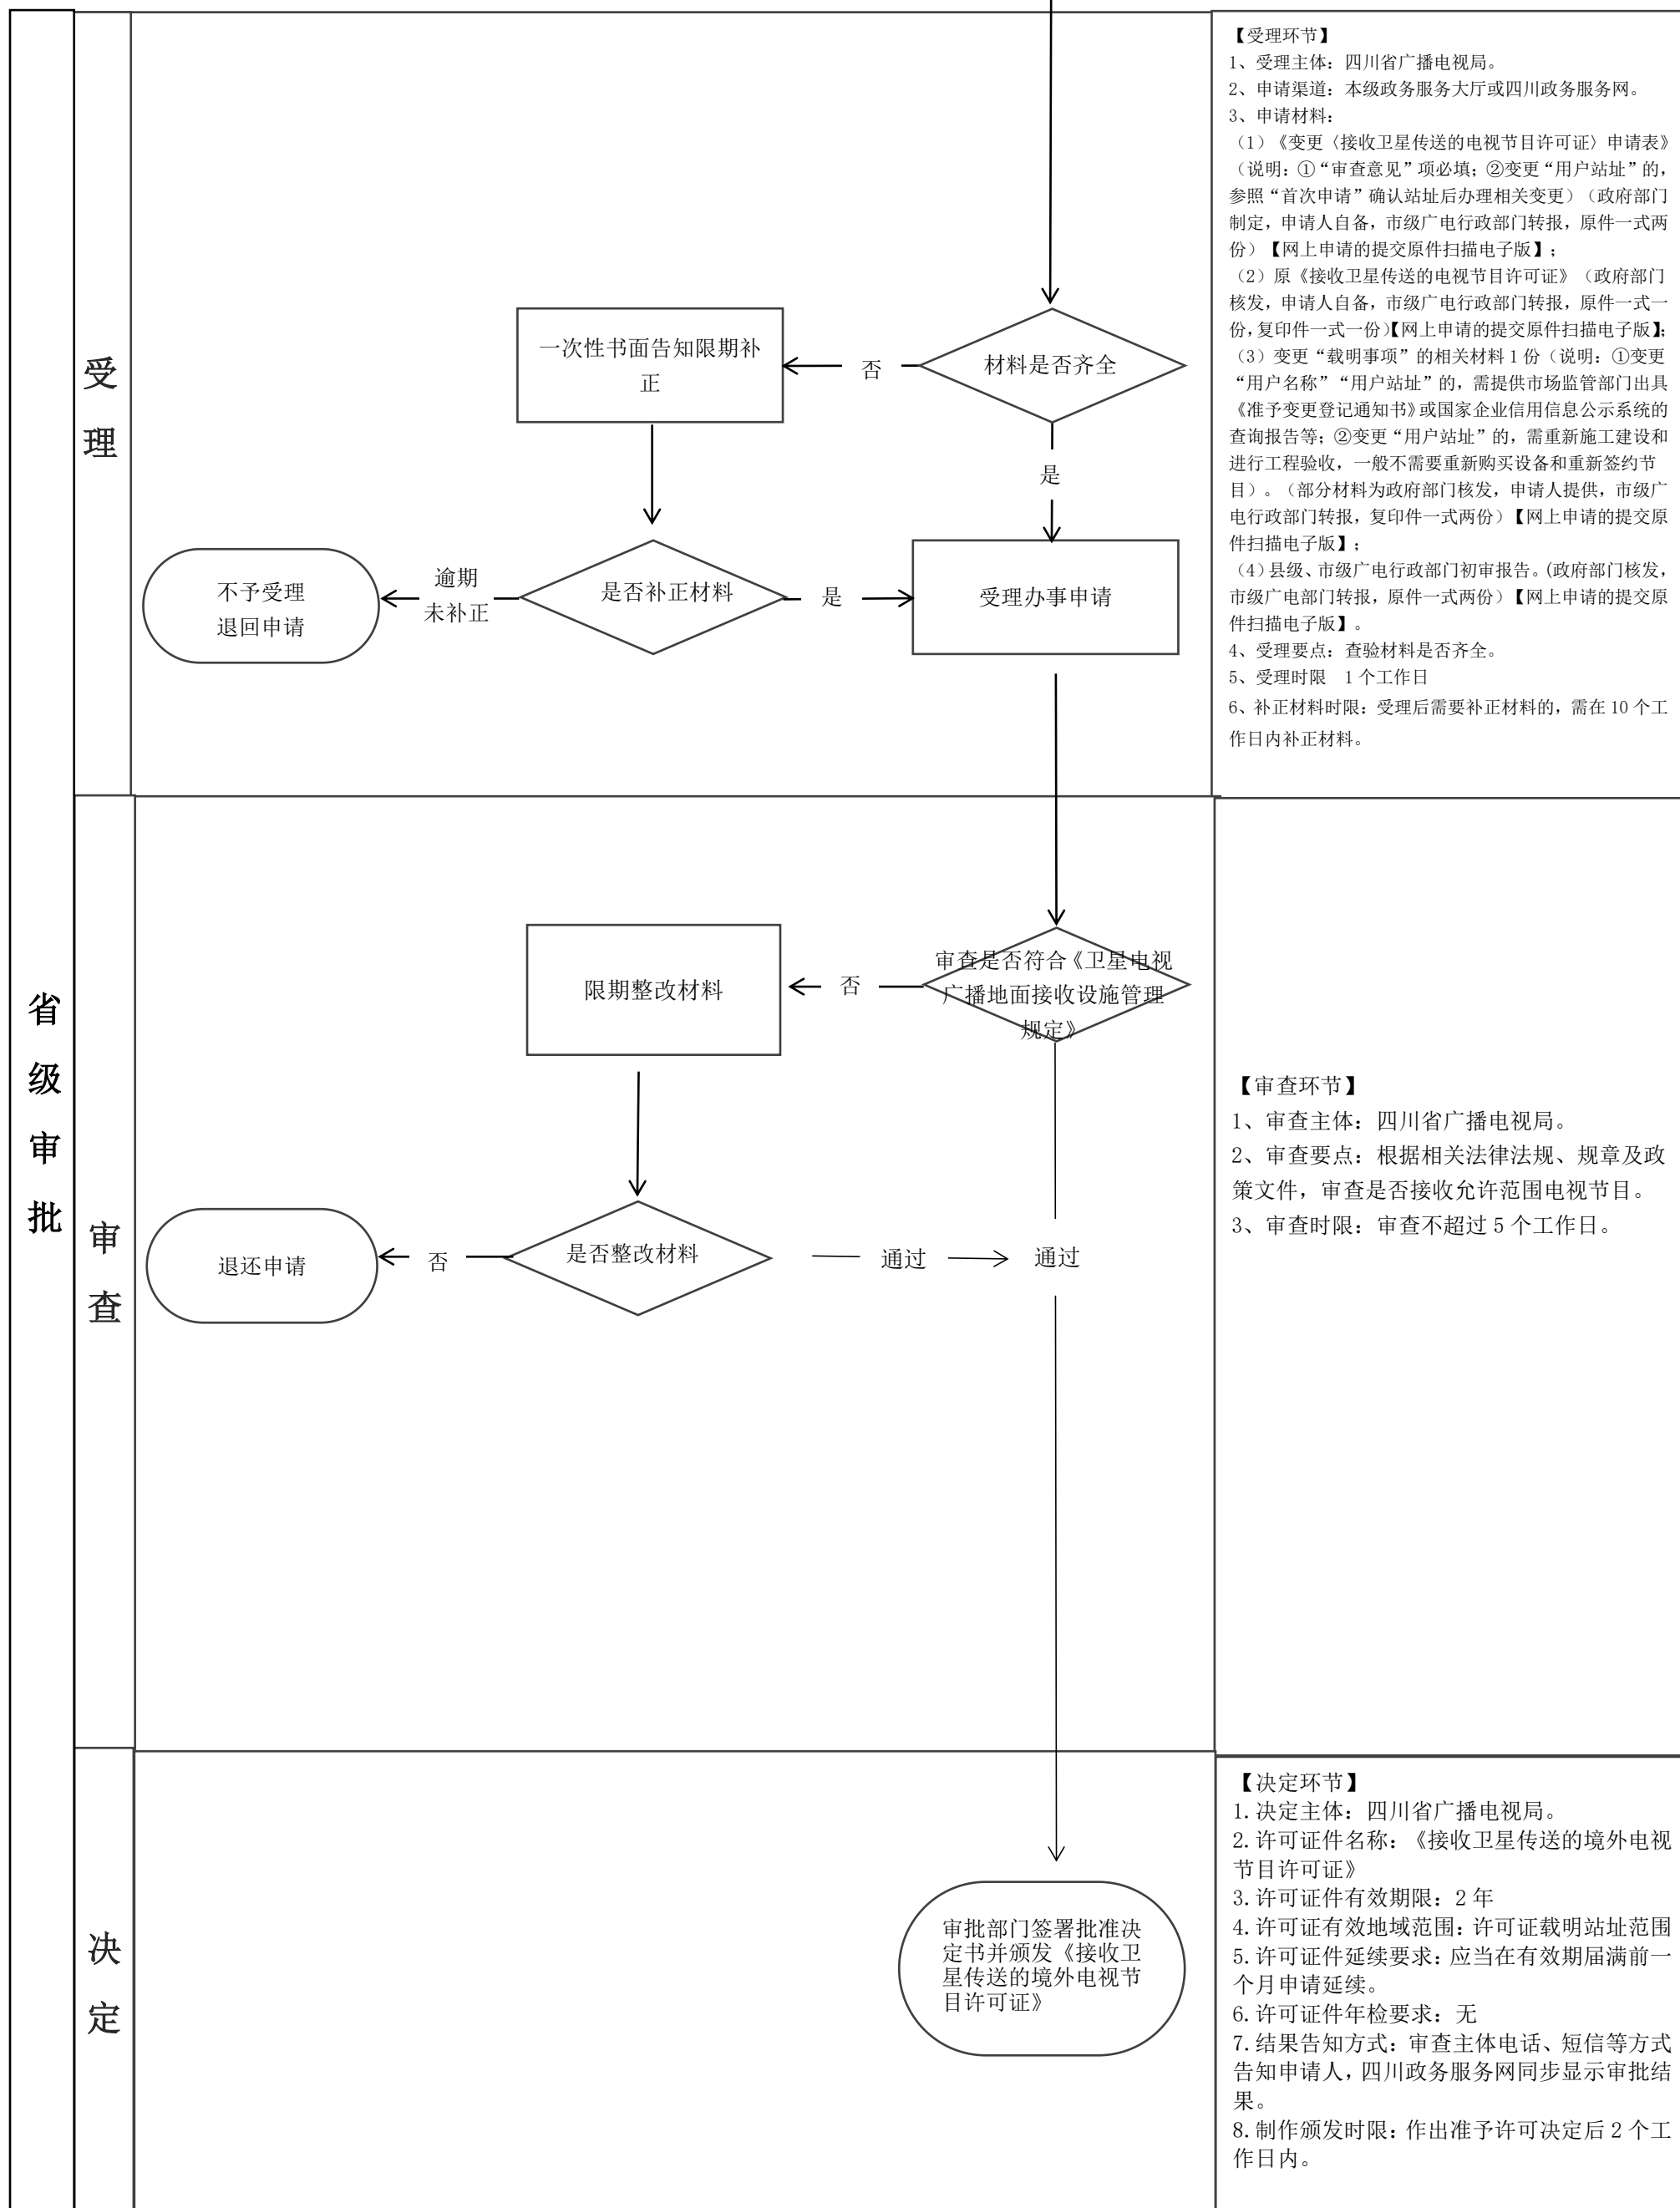 省
级
审
批
受
理
一次性书面告知限期补
正
否
材料是否齐全
是
不予受理
退回申请
逾期
未补正
是否补正材料
是
受理办事申请
【受理环节】
1、受理主体：四川省广播电视局。
2、申请渠道：本级政务服务大厅或四川政务服务网。
3、申请材料：
（1）《变更〈接收卫星传送的电视节目许可证〉申请表》
（说明：①“审查意见”项必填；②变更“用户站址”的，
参照“首次申请”确认站址后办理相关变更）（政府部门
制定，申请人自备，市级广电行政部门转报，原件一式两
份）【网上申请的提交原件扫描电子版】；
（2）原《接收卫星传送的电视节目许可证》（政府部门
核发，申请人自备，市级广电行政部门转报，原件一式一
份，复印件一式一份）【网上申请的提交原件扫描电子版】；
（3）变更“载明事项”的相关材料 1 份（说明：①变更
“用户名称”“用户站址”的，需提供市场监管部门出具
《准予变更登记通知书》或国家企业信用信息公示系统的
查询报告等；②变更“用户站址”的，需重新施工建设和
进行工程验收，一般不需要重新购买设备和重新签约节
目）。（部分材料为政府部门核发，申请人提供，市级广
电行政部门转报，复印件一式两份）【网上申请的提交原
件扫描电子版】；
（4）县级、市级广电行政部门初审报告。（政府部门核发，
市级广电部门转报，原件一式两份）【网上申请的提交原
件扫描电子版】。
4、受理要点：查验材料是否齐全。
5、受理时限　1 个工作日
6、补正材料时限：受理后需要补正材料的，需在 10 个工
作日内补正材料。
审
查
限期整改材料
否
审查是否符合《卫星电视
广播地面接收设施管理
规定》
退还申请
否
是否整改材料
通过
通过
【审查环节】
1、审查主体：四川省广播电视局。
2、审查要点：根据相关法律法规、规章及政
策文件，审查是否接收允许范围电视节目。
3、审查时限：审查不超过 5 个工作日。
决
定
审批部门签署批准决
定书并颁发《接收卫
星传送的境外电视节
目许可证》
【决定环节】
1.决定主体：四川省广播电视局。
2.许可证件名称：《接收卫星传送的境外电视
节目许可证》
3.许可证件有效期限：2 年
4.许可证有效地域范围：许可证载明站址范围
5.许可证件延续要求：应当在有效期届满前一
个月申请延续。
6.许可证件年检要求：无
7.结果告知方式：审查主体电话、短信等方式
告知申请人，四川政务服务网同步显示审批结
果。
8.制作颁发时限：作出准予许可决定后 2 个工
作日内。